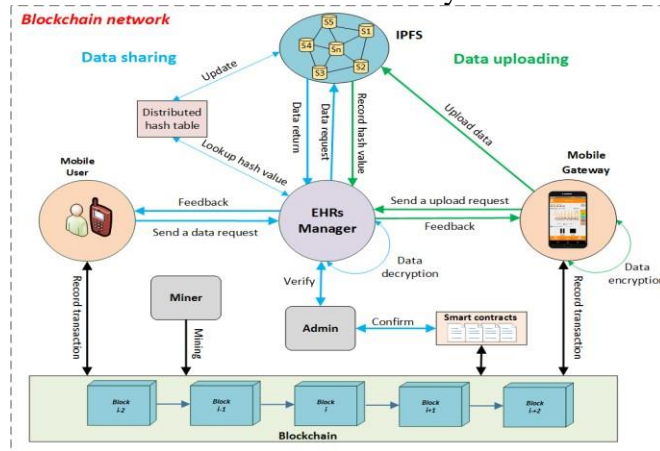 Blockchain network
IPFS
S5
S4
S1
Sn
S3
S2
Data sharing
Data uploading
Update
Distributed
hash table
Lookup hash value
Data return
Data request
Record hash value
Upload data
Mobile
User
Mobile
Gateway
Feedback
Send a data request
EHRs
Manager
Send a upload request
Feedback
Data
decryption
Data
encryption
Verify
Record transaction
Miner
Mining
Admin
Confirm
Smart contracts
Record transaction
Block
i-2
Block
i-1
Block
i
Block
i+1
Block
i-+2
Blockchain